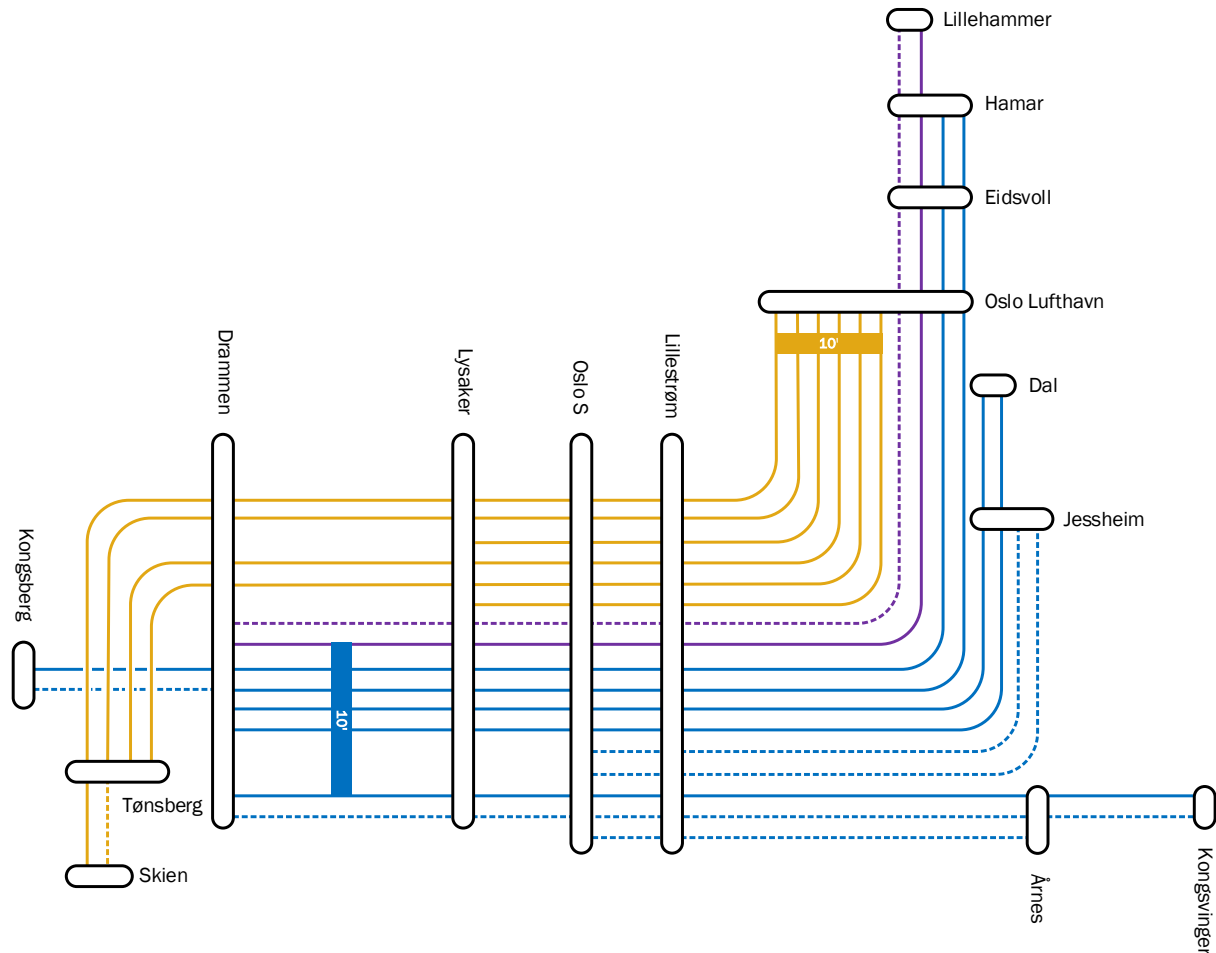 Lillehammer
Hamar
Eidsvoll
Oslo Lufthavn
10'
Drammen
Lysaker
Oslo S
Lillestrøm
Dal
Jessheim
Kongsberg
10'
Tønsberg
Skien
Årnes
Kongsvinger